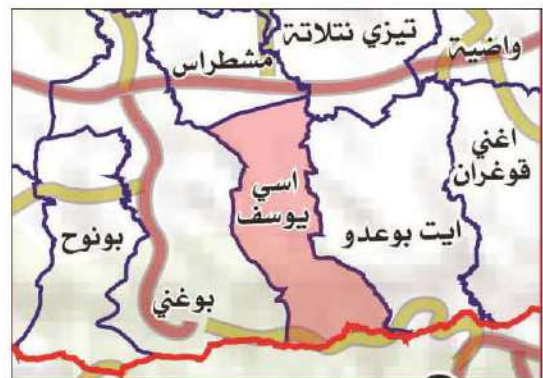 تيزي نتلاتة
واضية
مشطراس
اغني
قوغران
اسي
يوسف
ايت بوعدو
بونوح
بوغني